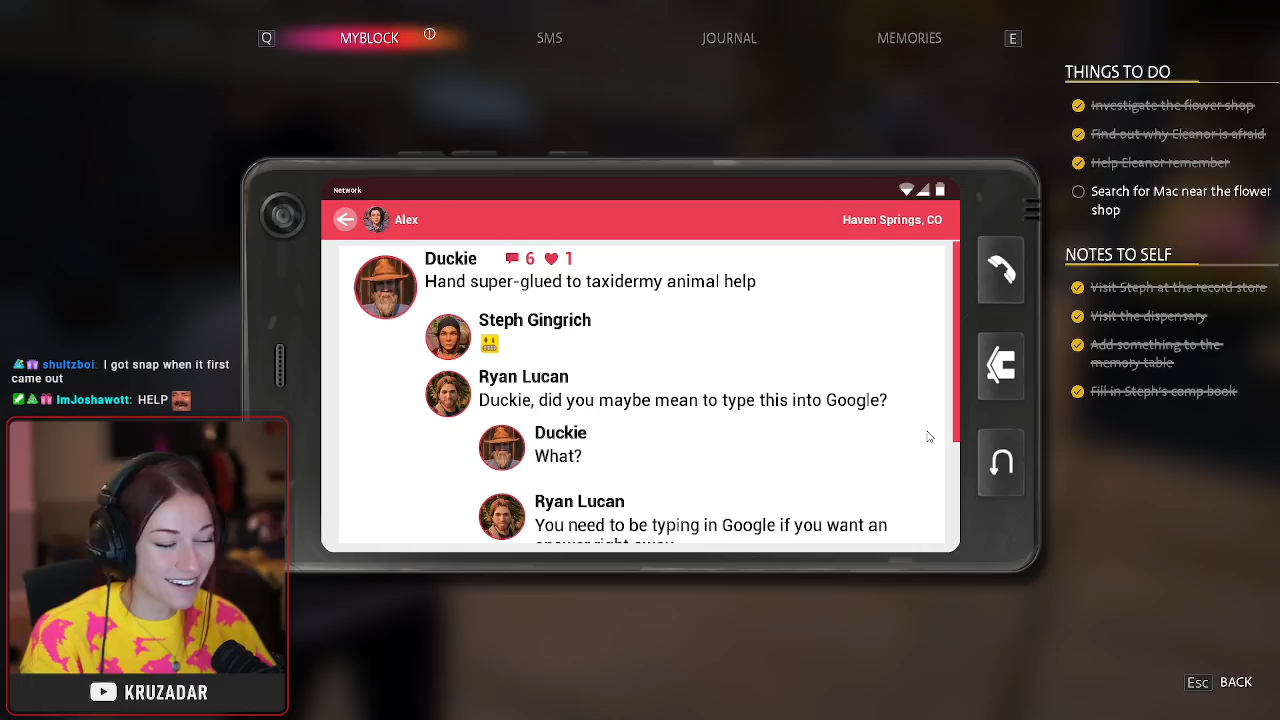 Q
MYBLOCK
SMS
JOURNAL
MEMORIES
E
THINGS TO DO
Investigate the flower shop
Find out why Eleanor is afraid
Help Eleanor remember
Search for Mac near the flower
shop
NOTES TO SELF
Visit Steph at the record store
Visit the dispensary
Add something to the
memory table
Fill in Steph's comp book
Network
Alex
Haven Springs, CO
Duckie 6 1
Hand super-glued to taxidermy animal help
Steph Gingrich
Ryan Lucan
Duckie, did you maybe mean to type this into Google?
Duckie
What?
Ryan Lucan
You need to be typing in Google if you want an
answer right away
shultzboi: I got snap when it first
came out
ImJoshawott: HELP
KRUZADAR
Esc BACK